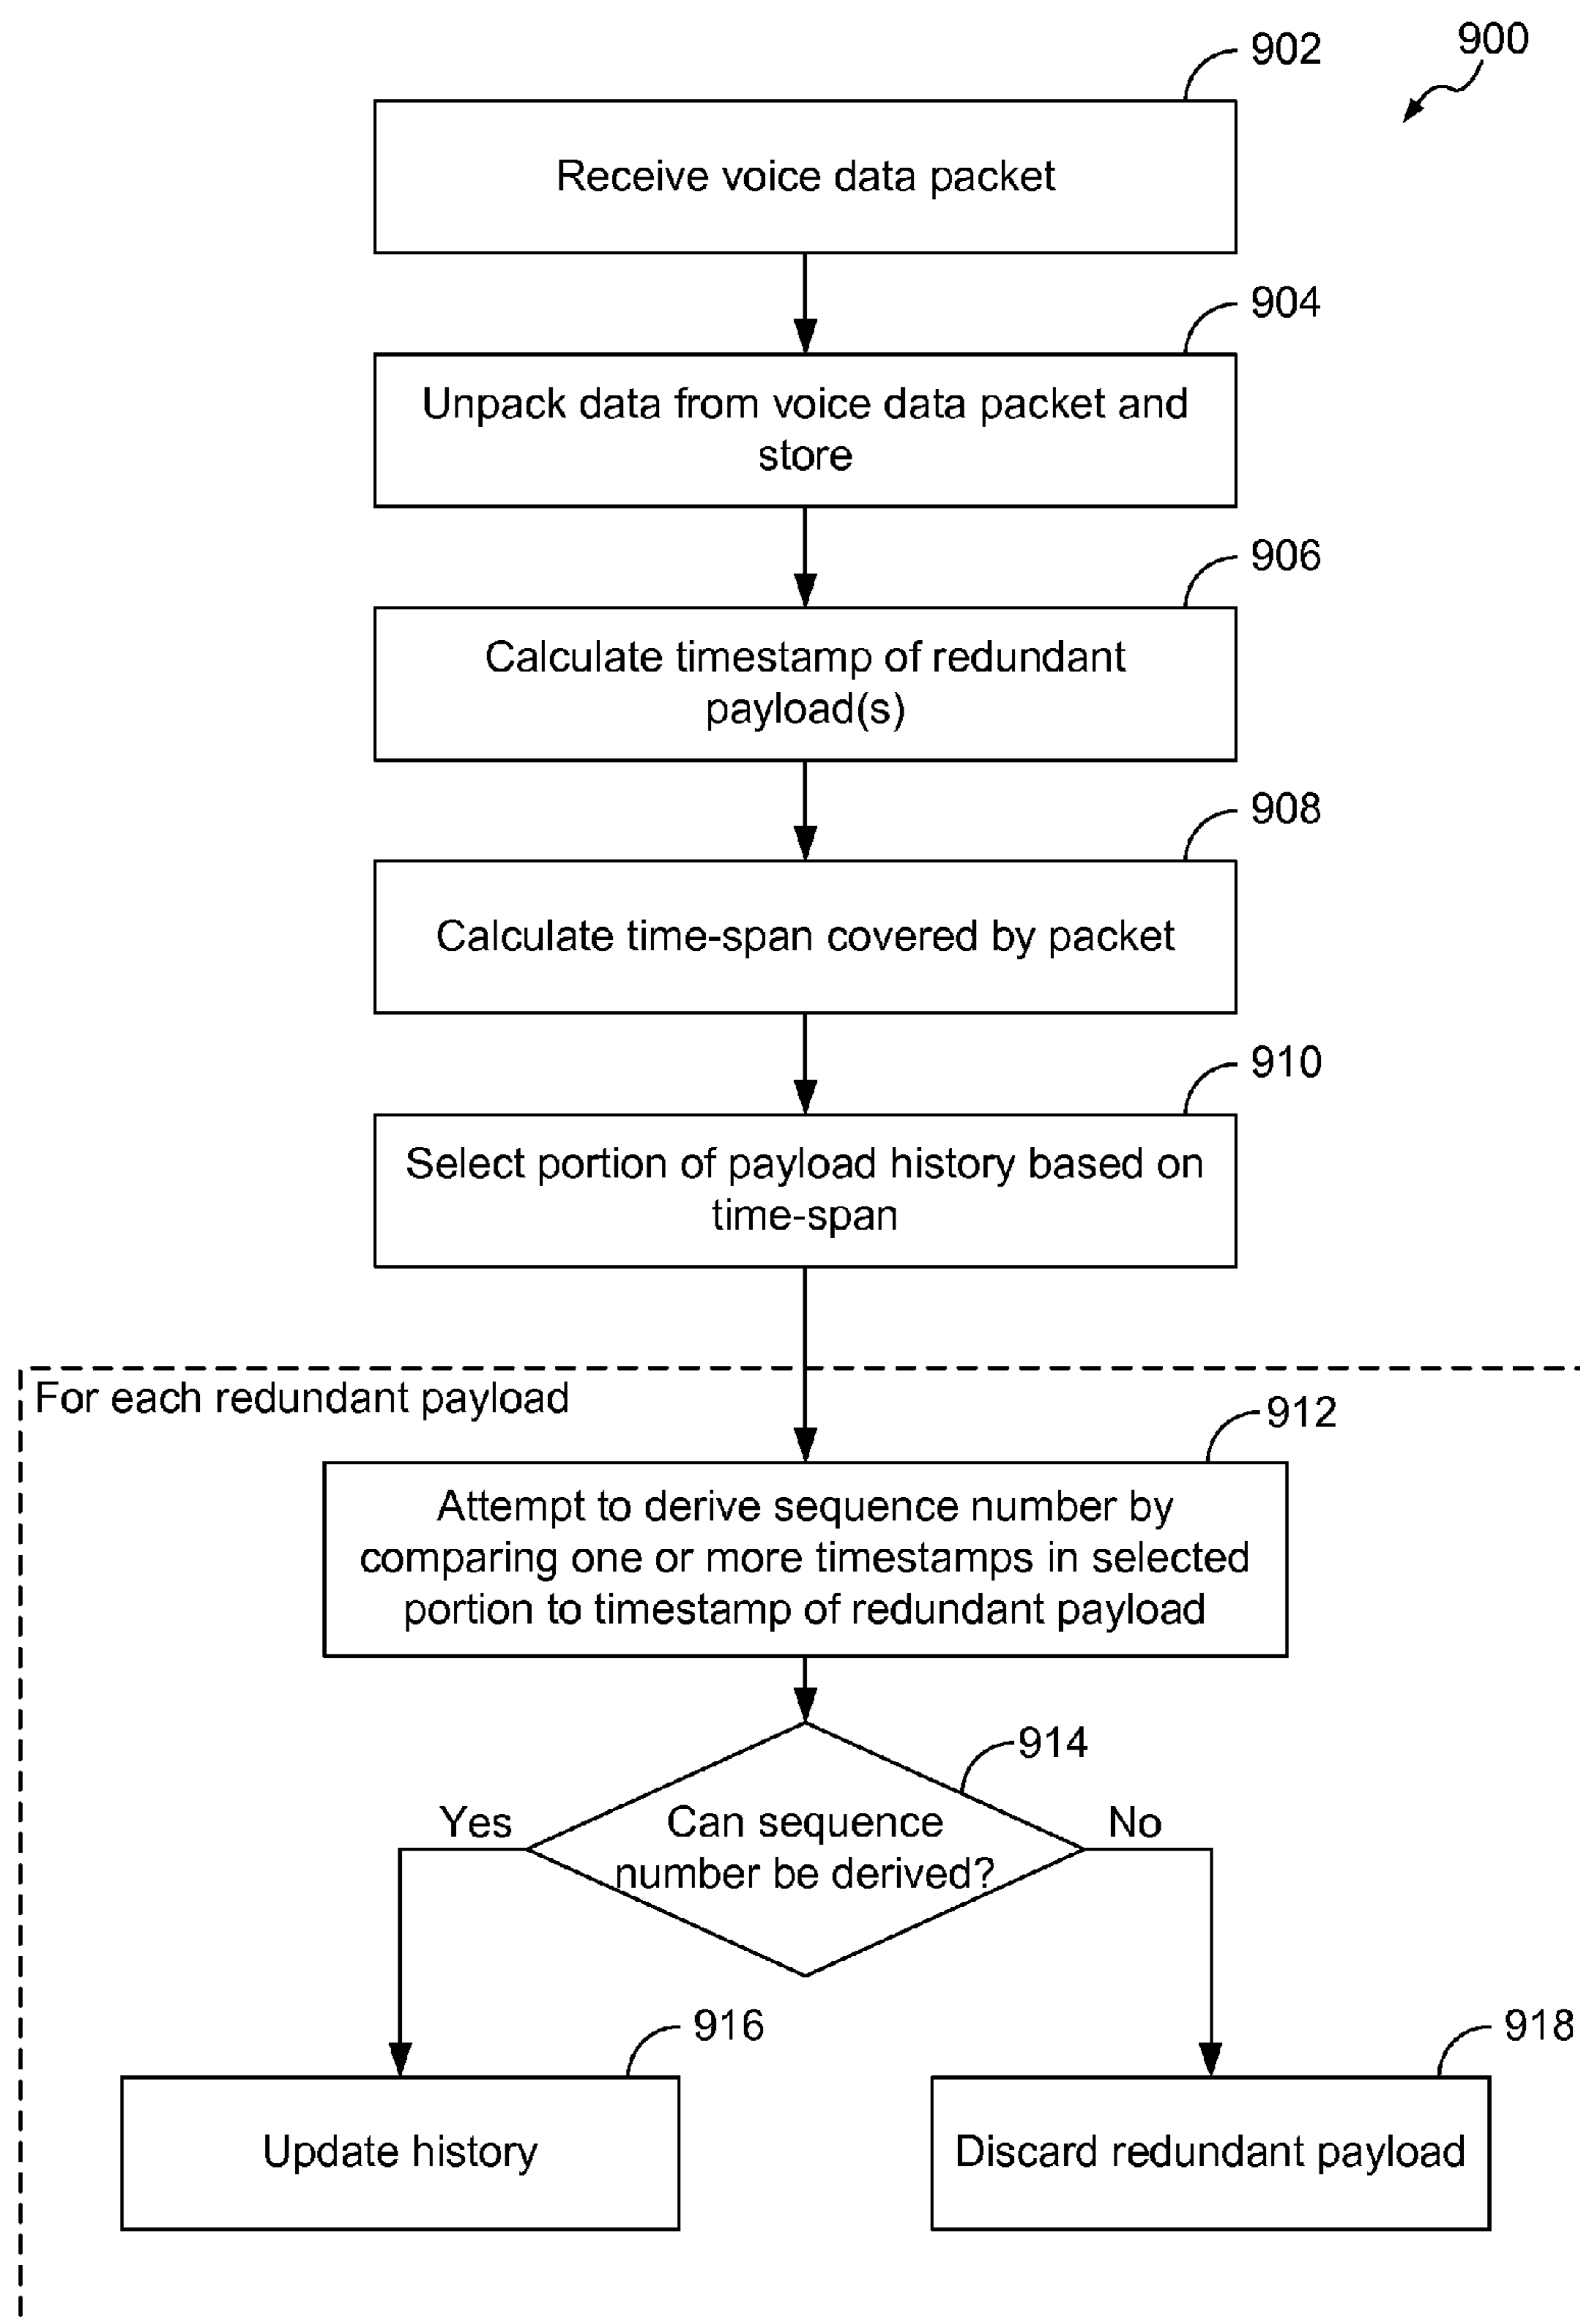 900
902
Receive voice data packet
904
Unpack data from voice data packet and
store
906
Calculate timestamp of redundant
payload(s)
908
Calculate time-span covered by packet
910
Select portion of payload history based on
time-span
For each redundant payload
912
Attempt to derive sequence number by
comparing one or more timestamps in selected
portion to timestamp of redundant payload
914
Can sequence
number be derived?
Yes
No
916
Update history
918
Discard redundant payload